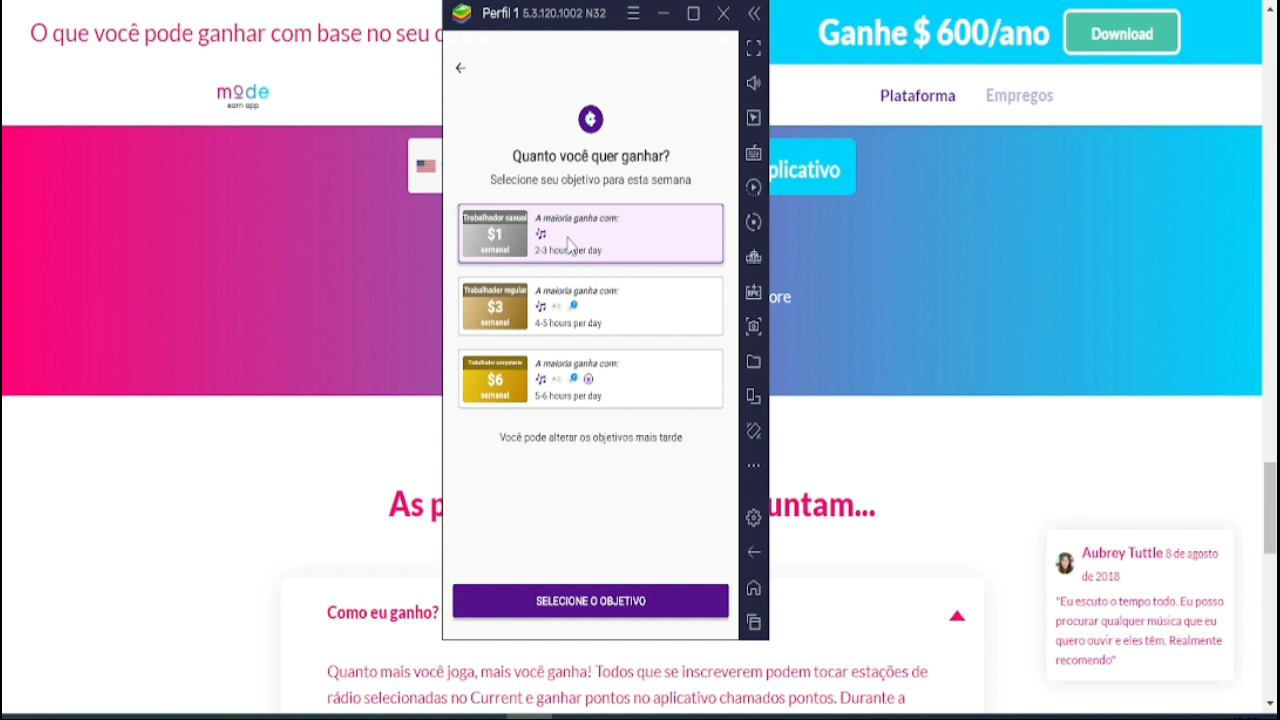 O que você pode ganhar com base no seu
Perfil 1 5.3.120.1002 N32
Ganhe $ 600/ano
Download
mode
earn app
Plataforma
Empregos
plicativo
Quanto você quer ganhar?
Selecione seu objetivo para esta semana
Trabalhador casual
$1
semanal
A maioria ganha com:
2-3 hours per day
Trabalhador regular
$3
semanal
A maioria ganha com:
4-5 hours per day
ore
$6
semanal
A maioria ganha com:
5-6 hours per day
Você pode alterar os objetivos mais tarde
As p
untam...
SELECIONE O OBJETIVO
Como eu ganho?
Quanto mais você joga, mais você ganha! Todos que se inscreverem podem tocar estações de
rádio selecionadas no Current e ganhar pontos no aplicativo chamados pontos. Durante a
Aubrey Tuttle 8 de agosto
de 2018
"Eu escuto o tempo todo. Eu posso
procurar qualquer música que eu
quero ouvir e eles têm. Realmente
recomendo"